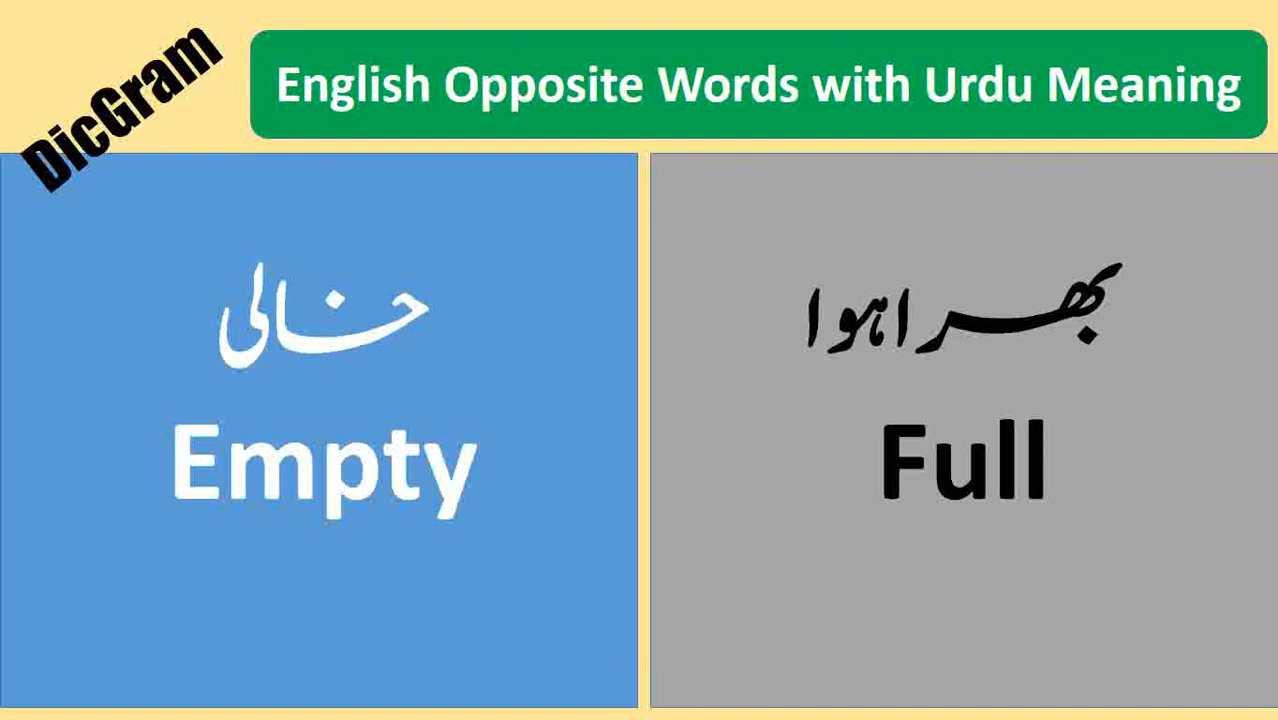 DicGram
English Opposite Words with Urdu Meaning
خالی
Empty
بھرا ہوا
Full